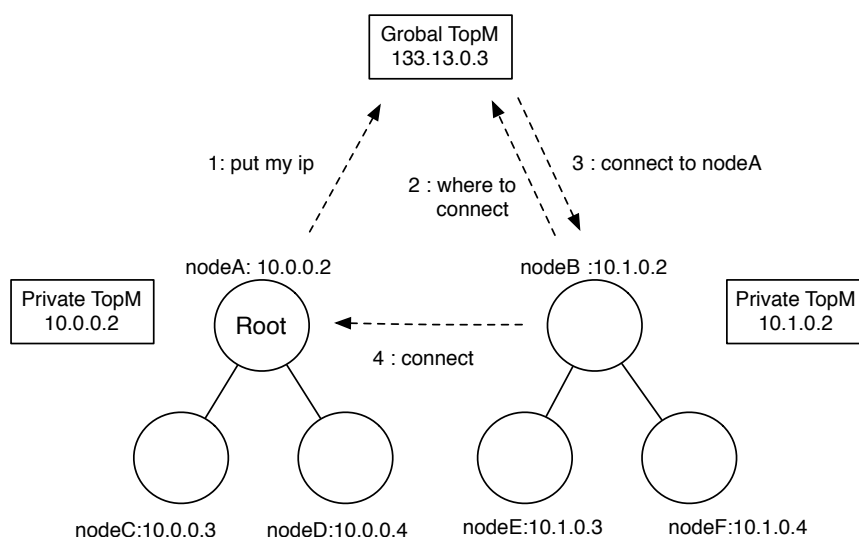 Grobal TopM
133.13.0.3
1: put my ip
2 : where to
connect
3 : connect to nodeA
nodeA: 10.0.0.2
nodeB :10.1.0.2
Private TopM
10.0.0.2
Root
Private TopM
10.1.0.2
4 : connect
nodeC:10.0.0.3
nodeD:10.0.0.4
nodeE:10.1.0.3
nodeF:10.1.0.4